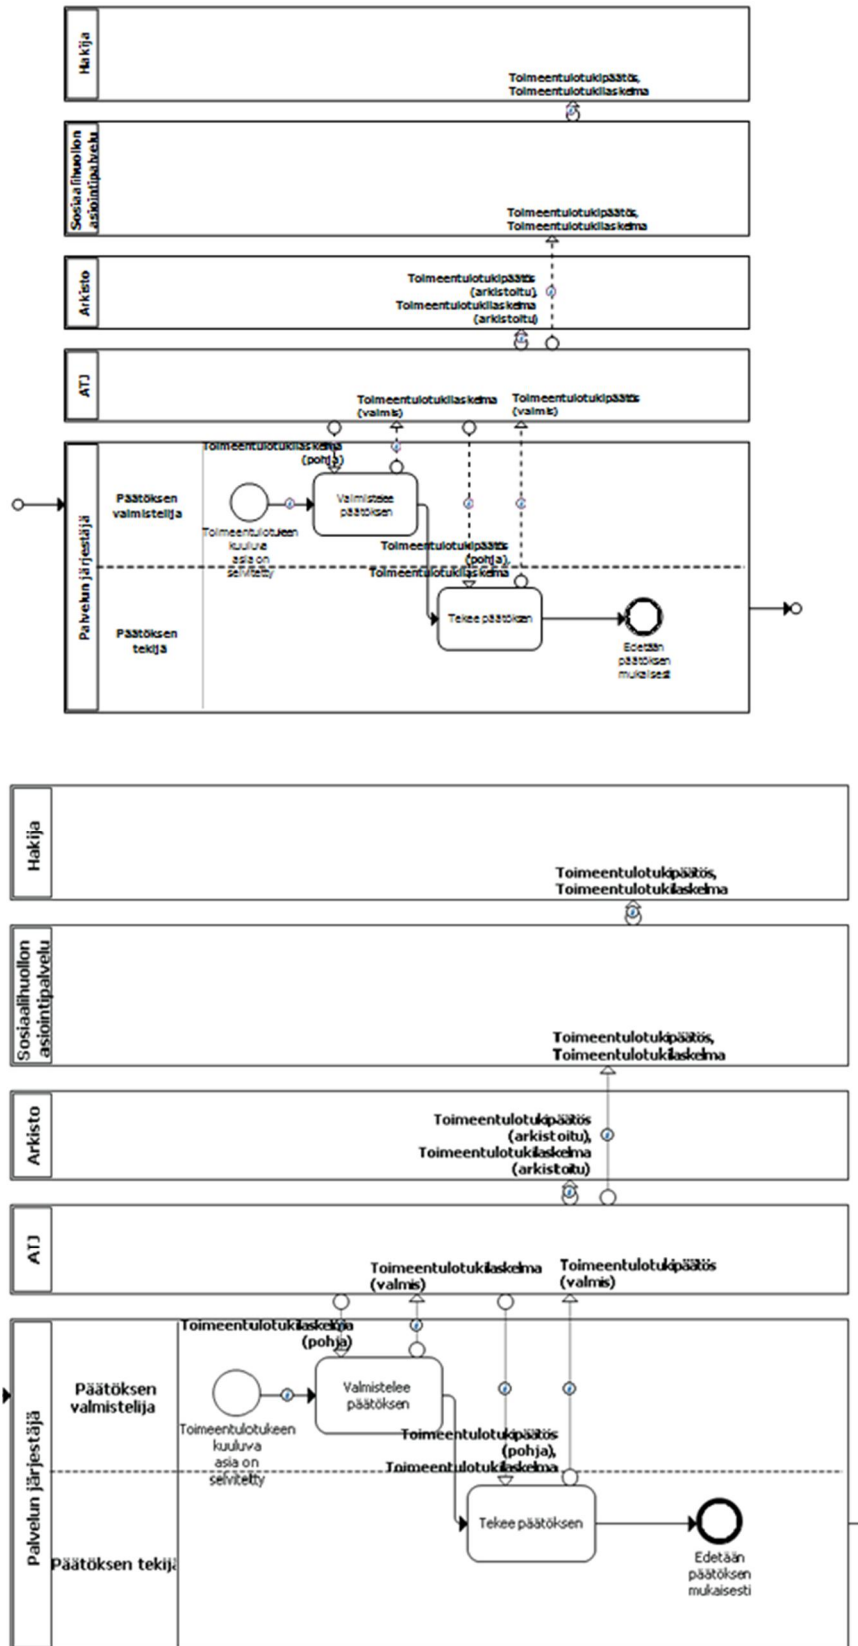 Hakija
Toimeentulotukipäätös,
Toimeentulotukilaskelma
Sosiaalihuollon
asiointipalvelu
Toimeentulotukipäätös,
Toimeentulotukilaskelma
Arkisto
Toimeentulotukipäätös
(arkistoitu),
Toimeentulotukilaskelma
(arkistoitu)
ATJ
Toimeentulotukilaskelma
(valmis)
Toimeentulotukipäätös
(valmis)
Palvelun järjestäjä
Päätöksen
valmistelija
Toimeentulotukilaskelma
(pohja)
Toimeentulotukeen
kuuluva
asia on
selvitetty
Valmistelee
päätöksen
Toimeentulotukipäätös
(pohja),
Toimeentulotukilaskelma
Päätöksen
tekijä
Tekee päätöksen
Edetään
päätöksen
mukaisest
Hakija
Toimeentulotukipäätös,
Toimeentulotukilaskelma
Sosiaalihuollon
asiointipalvelu
Toimeentulotukipäätös,
Toimeentulotukilaskelma
Arkisto
Toimeentulotukipäätös
(arkistoitu),
Toimeentulotukilaskelma
(arkistoitu)
ATJ
Toimeentulotukilaskelma
(valmis)
Toimeentulotukipäätös
(valmis)
Palvelun järjestäjä
Päätöksen
valmistelija
Toimeentulotukilaskelma
(pohja)
Toimeentulotukeen
kuuluva
asia on
selvitetty
Valmistelee
päätöksen
Toimeentulotukipäätös
(pohja),
Toimeentulotukilaskelma
Päätöksen tekijä
Tekee päätöksen
Edetään
päätöksen
mukaisesti